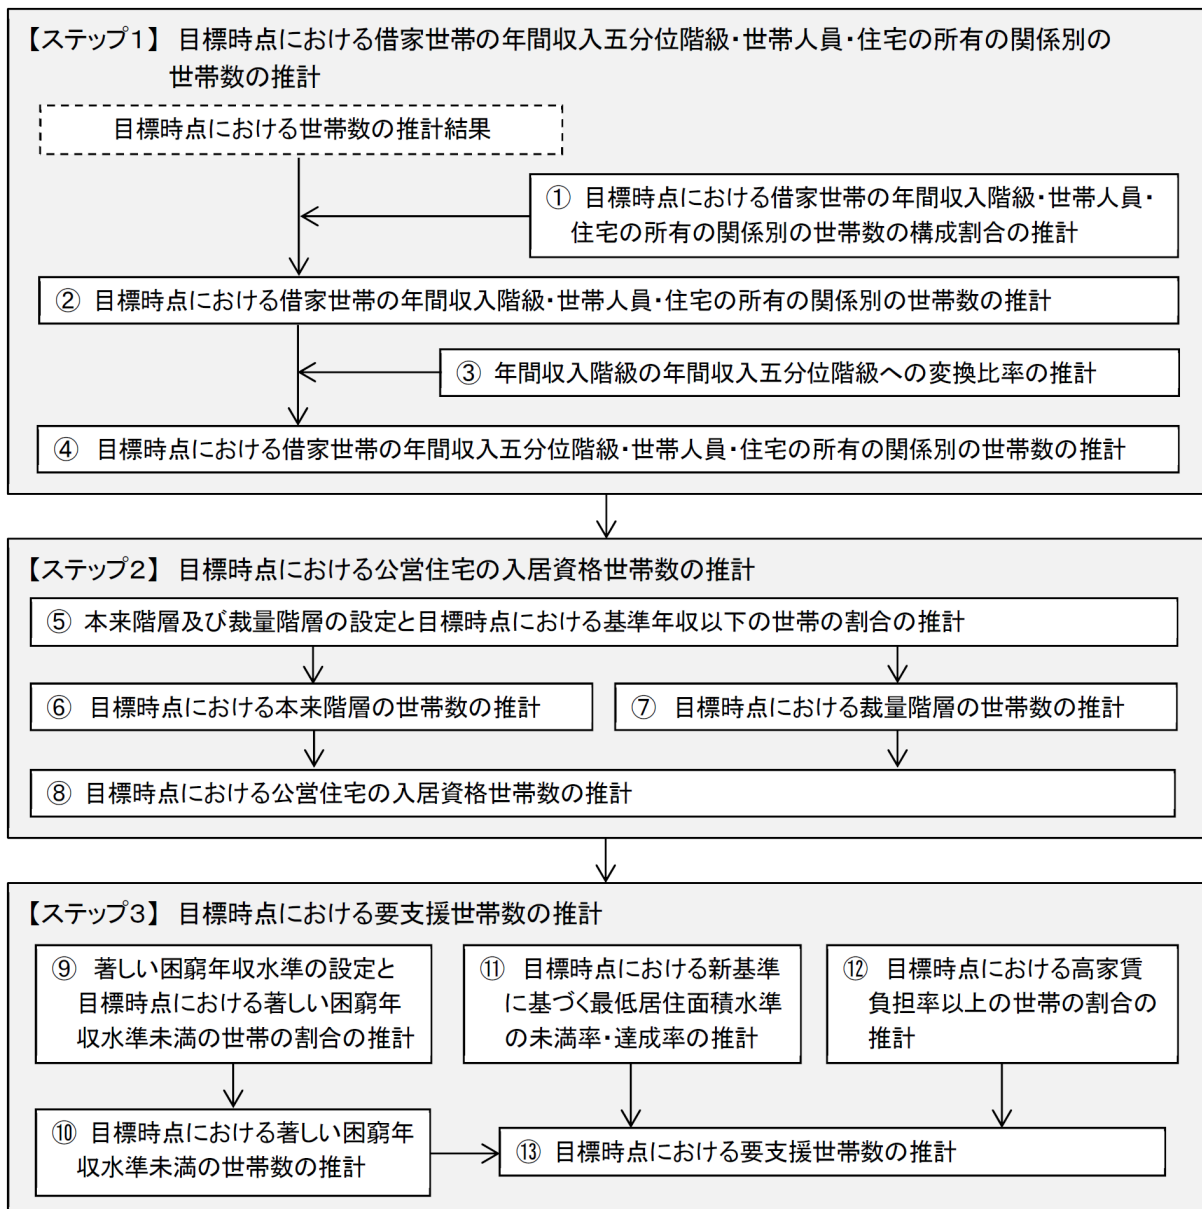 【ステップ1】 目標時点における借家世帯の年間収入五分位階級・世帯人員・住宅の所有の関係別の
世帯数の推計
目標時点における世帯数の推計結果
① 目標時点における借家世帯の年間収入階級・世帯人員・
住宅の所有の関係別の世帯数の構成割合の推計
② 目標時点における借家世帯の年間収入階級・世帯人員・住宅の所有の関係別の世帯数の推計
③ 年間収入階級の年間収入五分位階級への変換比率の推計
④ 目標時点における借家世帯の年間収入五分位階級・世帯人員・住宅の所有の関係別の世帯数の推計
【ステップ2】 目標時点における公営住宅の入居資格世帯数の推計
⑤ 本来階層及び裁量階層の設定と目標時点における基準年収以下の世帯の割合の推計
⑥ 目標時点における本来階層の世帯数の推計
⑦ 目標時点における裁量階層の世帯数の推計
⑧ 目標時点における公営住宅の入居資格世帯数の推計
【ステップ3】 目標時点における要支援世帯数の推計
⑨ 著しい困窮年収水準の設定と
目標時点における著しい困窮年
収水準未満の世帯の割合の推計
⑪ 目標時点における新基準
に基づく最低居住面積水準
の未満率・達成率の推計
⑫ 目標時点における高家賃
負担率以上の世帯の割合の
推計
⑩ 目標時点における著しい困窮年
収水準未満の世帯数の推計
⑬ 目標時点における要支援世帯数の推計